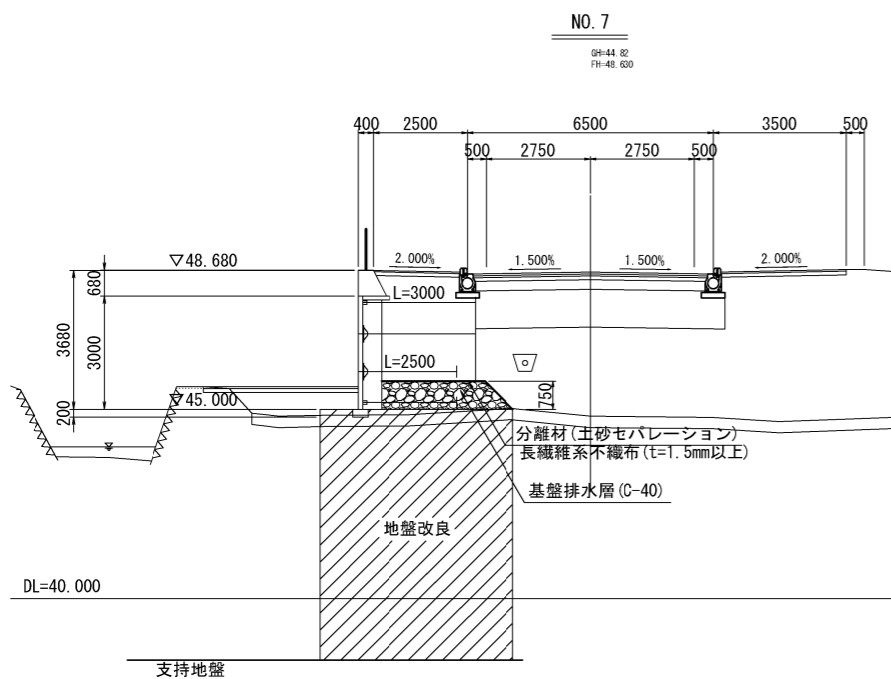 NO. 7
GH=44.82
FH=48.630
400 2500 6500 3500 500
500 2750 2750 500
▽48.680
2.000% 1.500% 1.500% 2.000%
680
L=3000
3680
3000
L=2500
750
▽45.000
200
分離材(土砂セパレーション)
長繊維系不織布(t=1.5mm以上)
基盤排水層(C-40)
地盤改良
DL=40.000
支持地盤